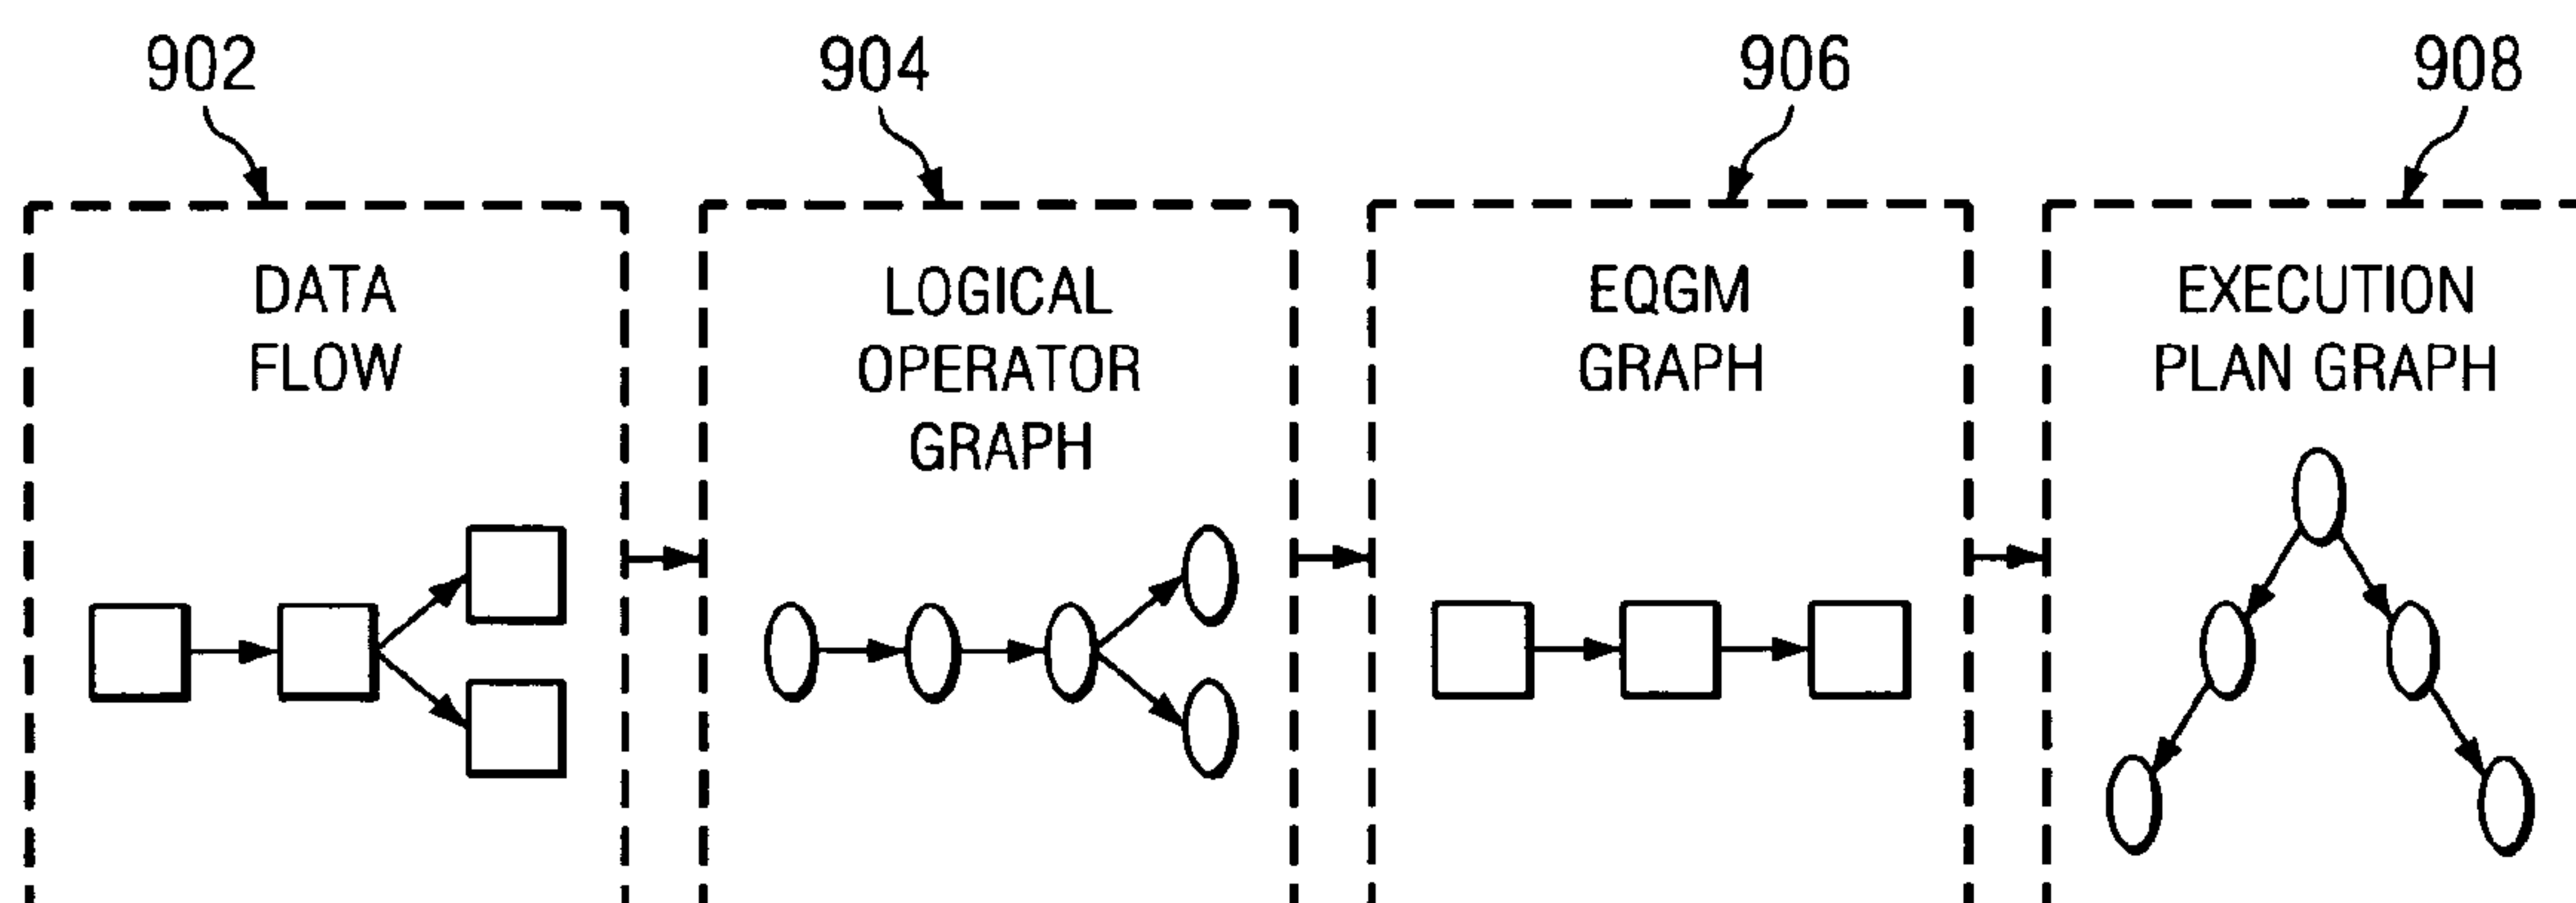 902
904
906
908
DATA
FLOW
LOGICAL
OPERATOR
GRAPH
EQGM
GRAPH
EXECUTION
PLAN GRAPH